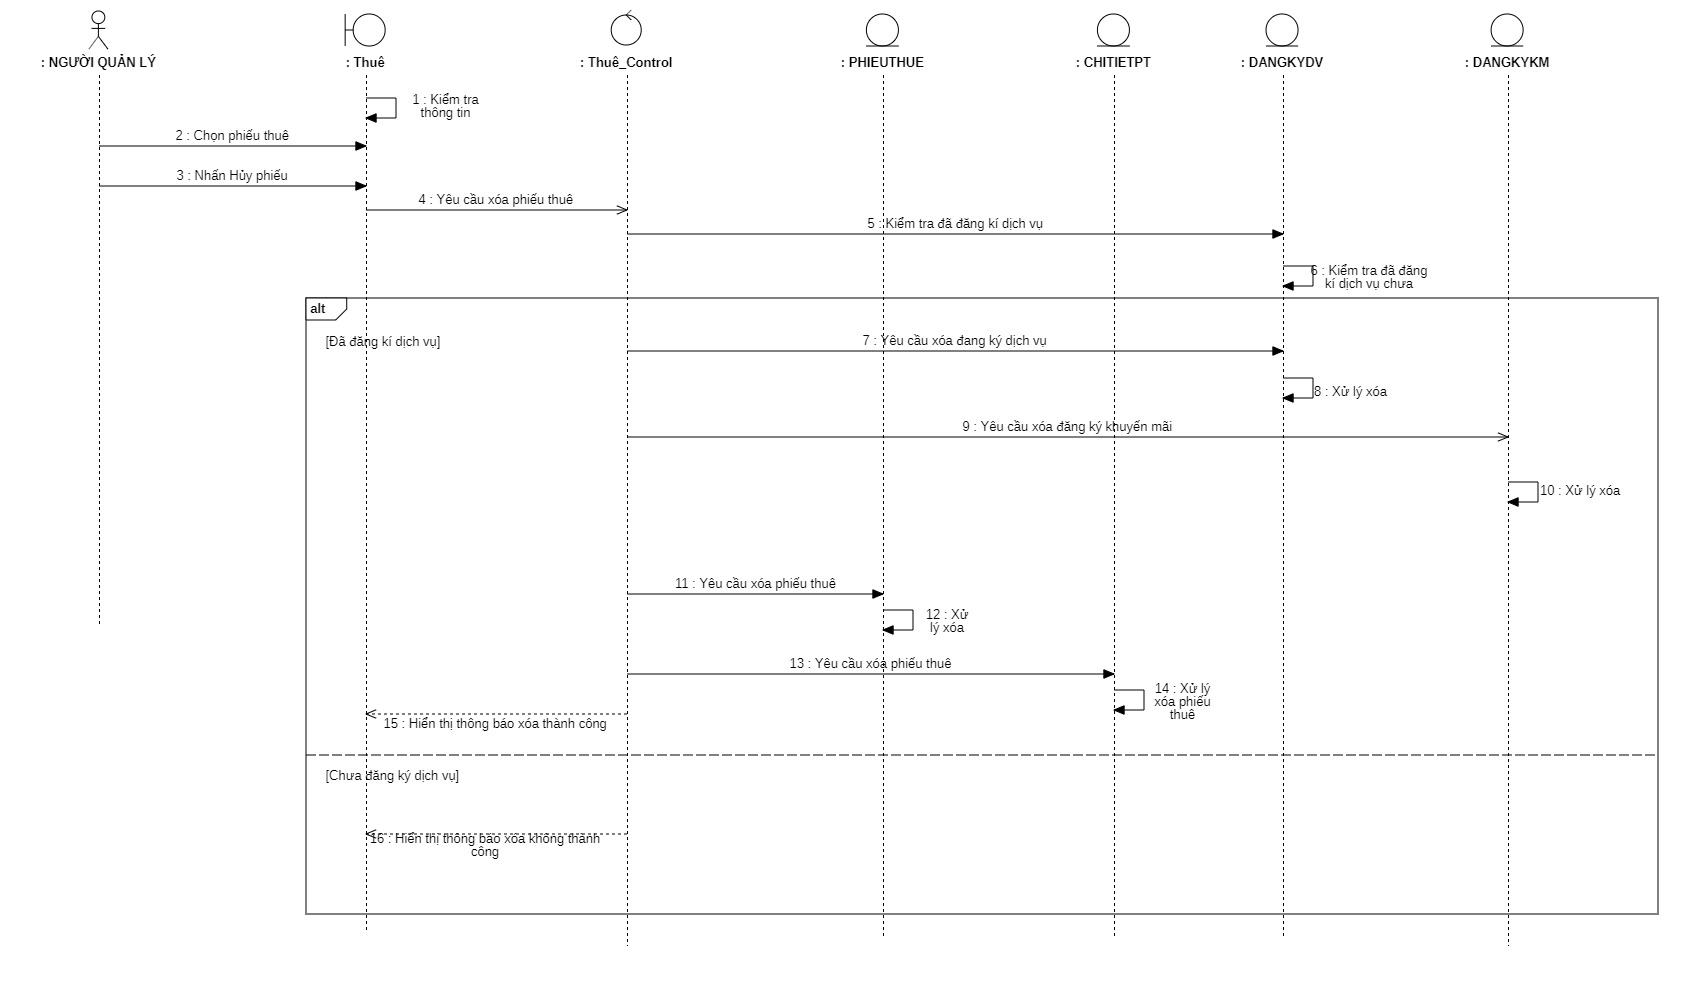 : NGƯỜI QUẢN LÝ
: Thuê
: Thuê_Control
: PHIEUTHUE
: CHITIETPT
: DANGKYDV
: DANGKYKM
1 : Kiểm tra
thông tin
2 : Chọn phiếu thuê
3 : Nhấn Hủy phiếu
4 : Yêu cầu xóa phiếu thuê
5 : Kiểm tra đã đăng kí dịch vụ
6 : Kiểm tra đã đăng
kí dịch vụ chưa
alt
[Đã đăng kí dịch vụ]
7 : Yêu cầu xóa đang ký dịch vụ
8 : Xử lý xóa
9 : Yêu cầu xóa đăng ký khuyến mãi
10 : Xử lý xóa
11 : Yêu cầu xóa phiếu thuê
12 : Xử
lý xóa
13 : Yêu cầu xóa phiếu thuê
14 : Xử lý
xóa phiếu
thuê
15 : Hiển thị thông báo xóa thành công
[Chưa đăng ký dịch vụ]
16 : Hiển thị thông báo xóa không thành
công